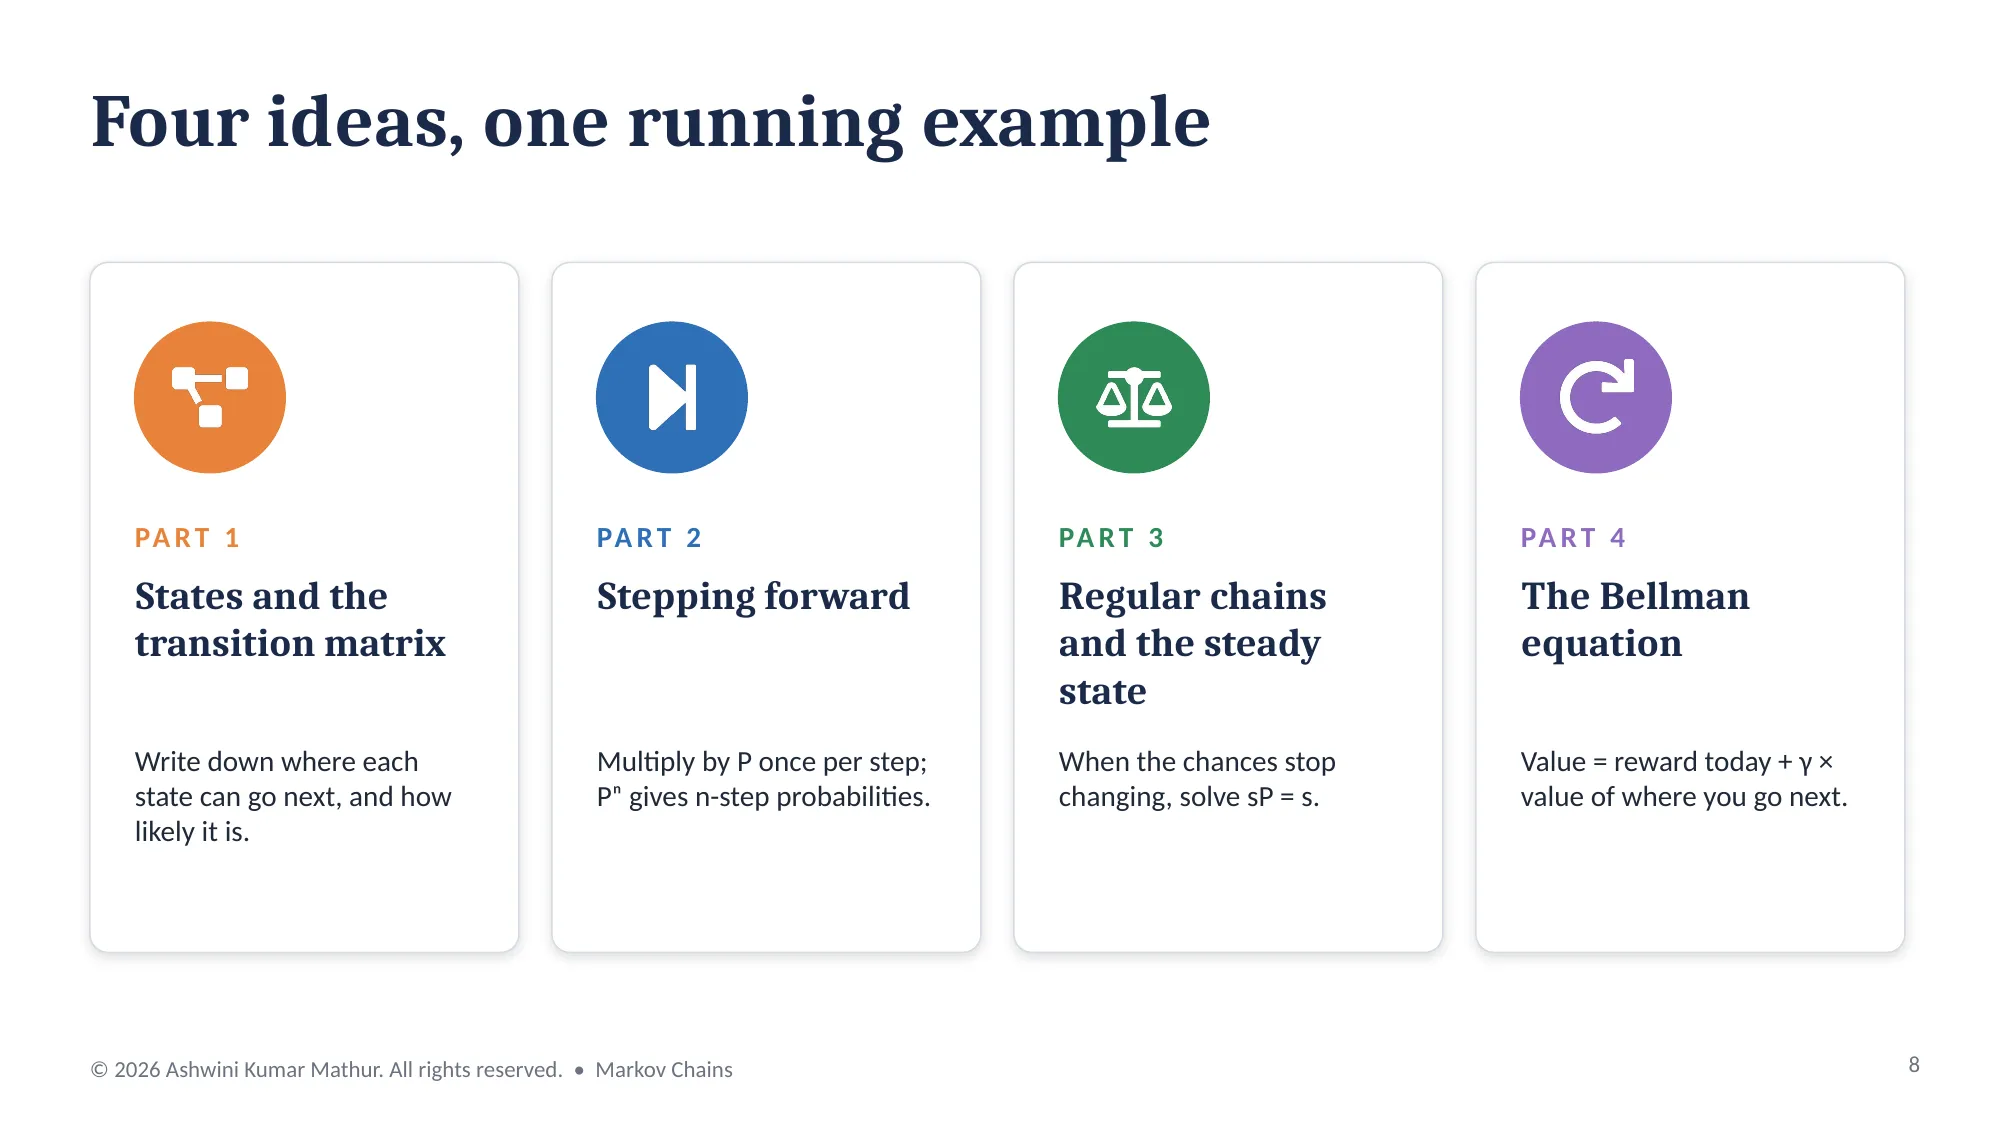 Four ideas, one running example
PART 1
States and the
transition matrix
Write down where each
state can go next, and how
likely it is.
PART 2
Stepping forward
Multiply by P once per step;
Pⁿ gives n-step probabilities.
PART 3
Regular chains
and the steady
state
When the chances stop
changing, solve sP = s.
PART 4
The Bellman
equation
Value = reward today + γ ×
value of where you go next.
© 2026 Ashwini Kumar Mathur. All rights reserved. • Markov Chains
8